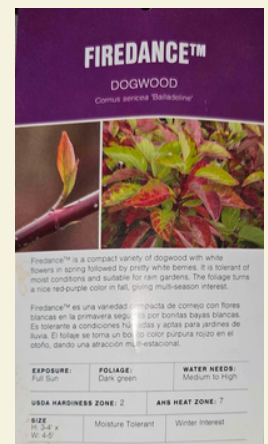 FIREDANCE™
DOGWOOD
Cornus sericea 'Bailadeline'
Firedance™ is a compact variety of dogwood with white
flowers in spring followed by pretty white berries. It is tolerant of
moist conditions and suitable for rain gardens. The foliage turns
a nice red-purple color in fall, giving multi-season interest.
Firedance™ es una variedad compacta de cornejo con flores
blancas en la primavera seguidas por bonitas bayas blancas.
Es tolerante a condiciones húmedas y aptas para jardines de
lluvia. El follaje se torna un bonito color púrpura rojizo en el
otoño, dando una atracción multi-estacional.
EXPOSURE: FOLIAGE: WATER NEEDS:
Full Sun Dark green Medium to High
USDA HARDINESS ZONE: 2 AHS HEAT ZONE: 7
SIZE Moisture Tolerant Winter Interest
H: 3-4' x
W: 4-5'